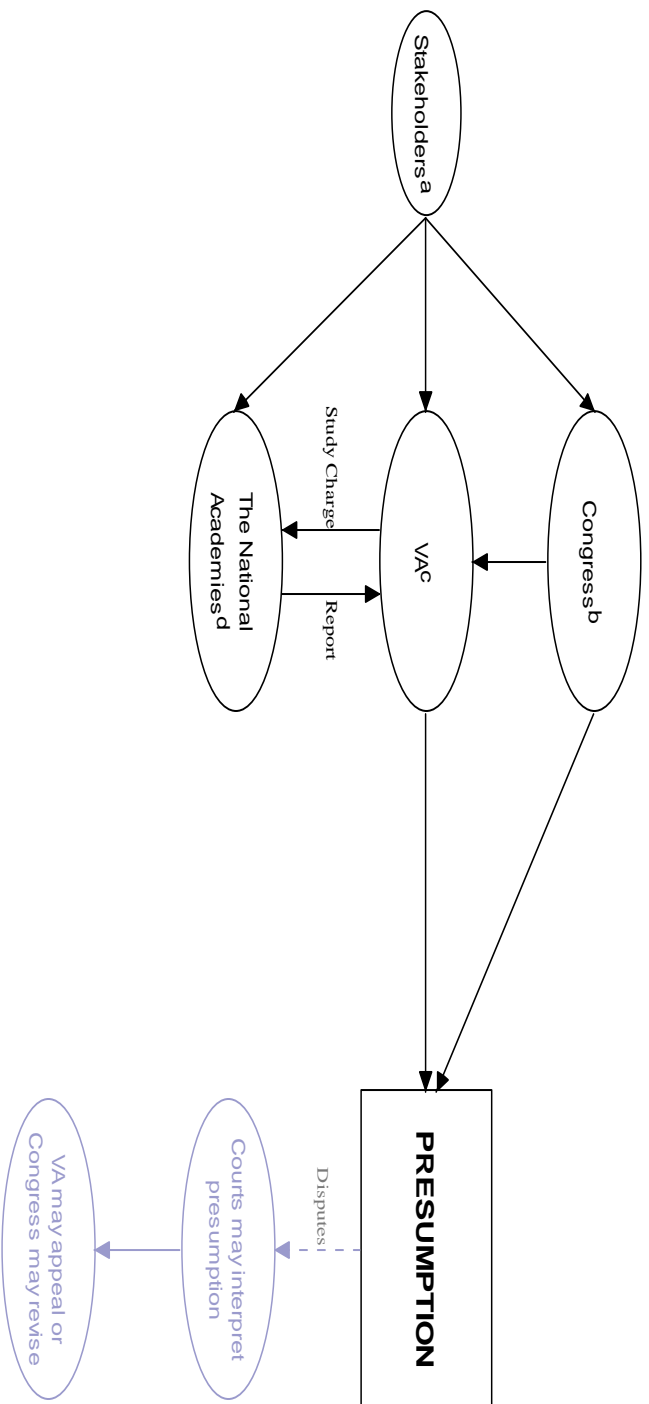 Stakeholdersa
Congressb
VAc
Study Charge
Report
The National
Academiesd
PRESUMPTION
Disputes
Courts may interpret
presumption
VA may appeal or
Congress may revise